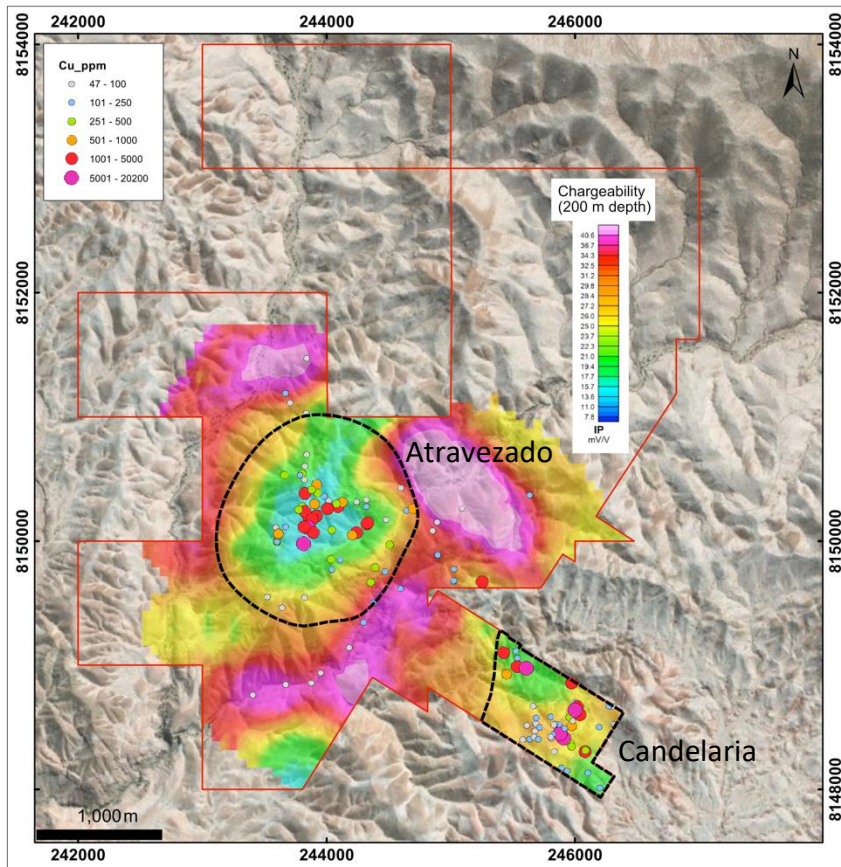 242000
244000
246000
8154000
8154000
N
Cu_ppm
47 - 100
101 - 250
251 - 500
501 - 1000
1001 - 5000
5001 - 20200
Chargeability
(200 m depth)
40.6
36.7
34.3
32.9
31.2
29.8
28.4
27.2
26.0
25.0
23.7
22.3
21.0
19.4
17.7
15.7
13.6
11.0
7.8
IP
mV/V
8152000
8152000
Atravezado
8150000
8150000
Candelaria
8148000
8148000
1,000m
242000
244000
246000